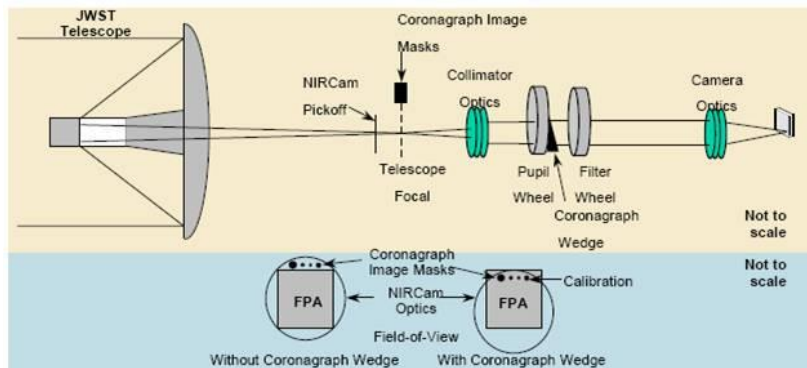 JWST
Telescope
Coronagraph Image
Masks
NIRCam
Pickoff
Collimator
Optics
Camera
Optics
Telescope
Focal
Pupil
Wheel
Filter
Wheel
Coronagraph
Wedge
Not to
scale
Coronagraph
Image Masks
Not to
scale
Calibration
FPA
NIRCam
Optics
FPA
Field-of-View
Without Coronagraph Wedge
With Coronagraph Wedge